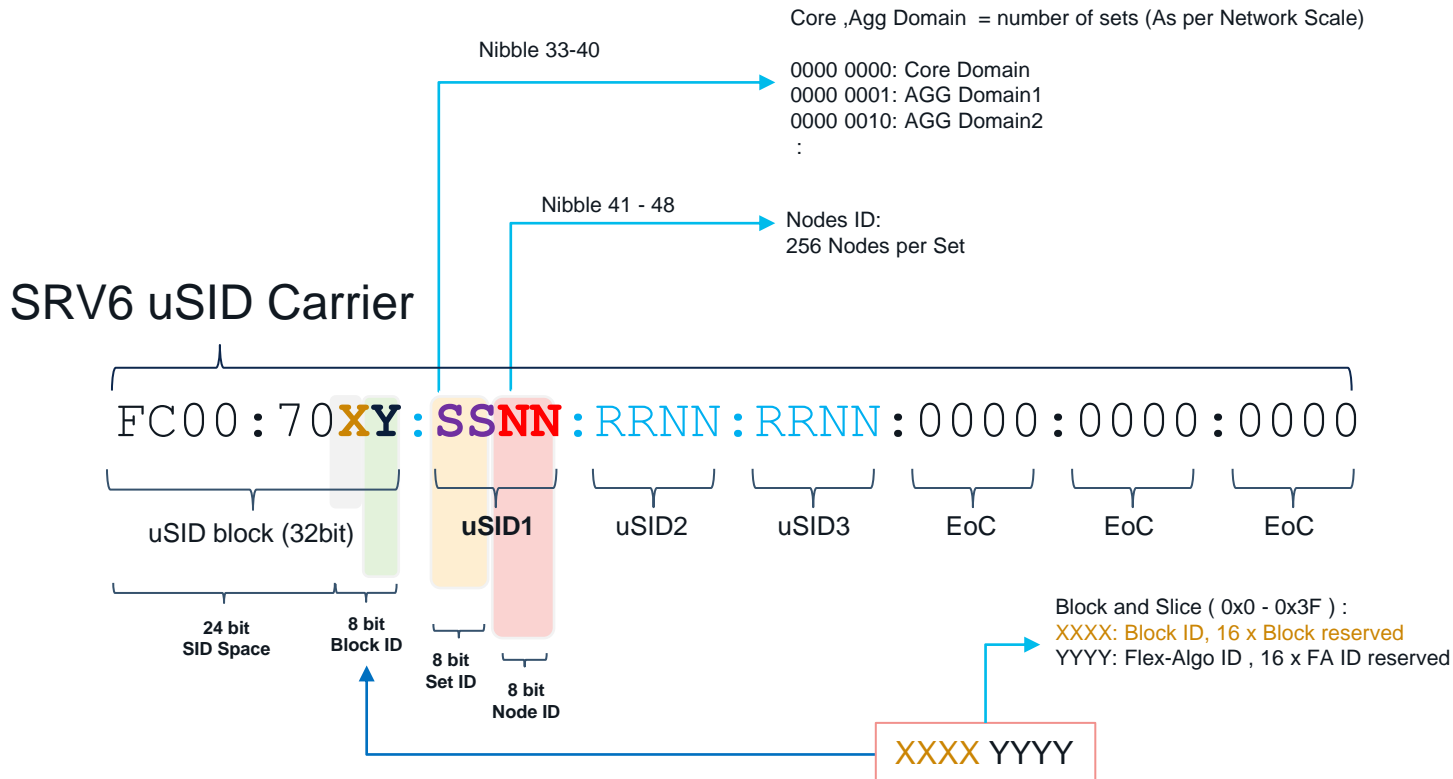 Core ,Agg Domain = number of sets (As per Network Scale)
Nibble 33-40
0000 0000: Core Domain
0000 0001: AGG Domain1
0000 0010: AGG Domain2
:
Nibble 41 - 48
Nodes ID:
256 Nodes per Set
SRV6 uSID Carrier
FC00:70XY:SSNN:RRNN:RRNN:0000:0000:0000
uSID block (32bit)
uSID1
uSID2
uSID3
EoC
EoC
EoC
24 bit
SID Space
8 bit
Block ID
8 bit
Set ID
8 bit
Node ID
Block and Slice ( 0x0 - 0x3F ) :
XXXX: Block ID, 16 x Block reserved
YYYY: Flex-Algo ID , 16 x FA ID reserved
XXXX YYYY